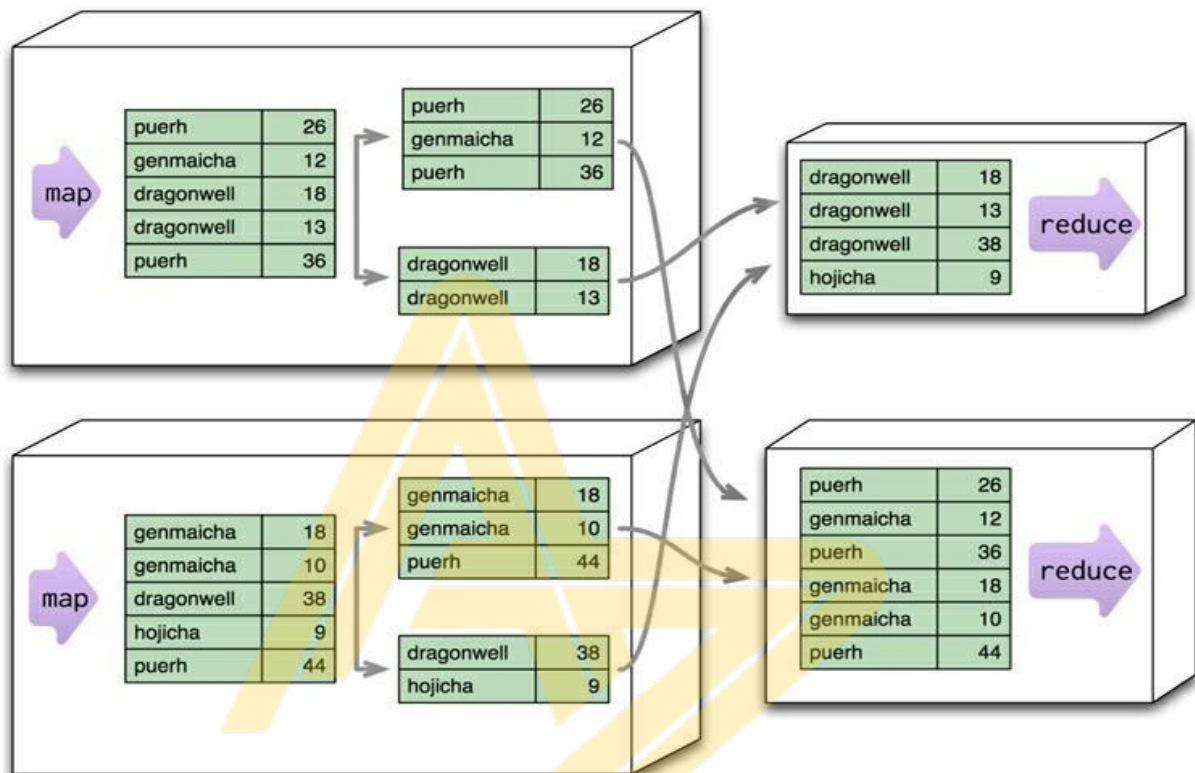 map
puerh 26
genmaicha 12
dragonwell 18
dragonwell 13
puerh 36
puerh 26
genmaicha 12
puerh 36
dragonwell 18
dragonwell 13
dragonwell 18
dragonwell 13
dragonwell 38
hojicha 9
reduce
map
genmaicha 18
genmaicha 10
dragonwell 38
hojicha 9
puerh 44
genmaicha 18
genmaicha 10
puerh 44
dragonwell 38
hojicha 9
puerh 26
genmaicha 12
puerh 36
genmaicha 18
genmaicha 10
puerh 44
reduce